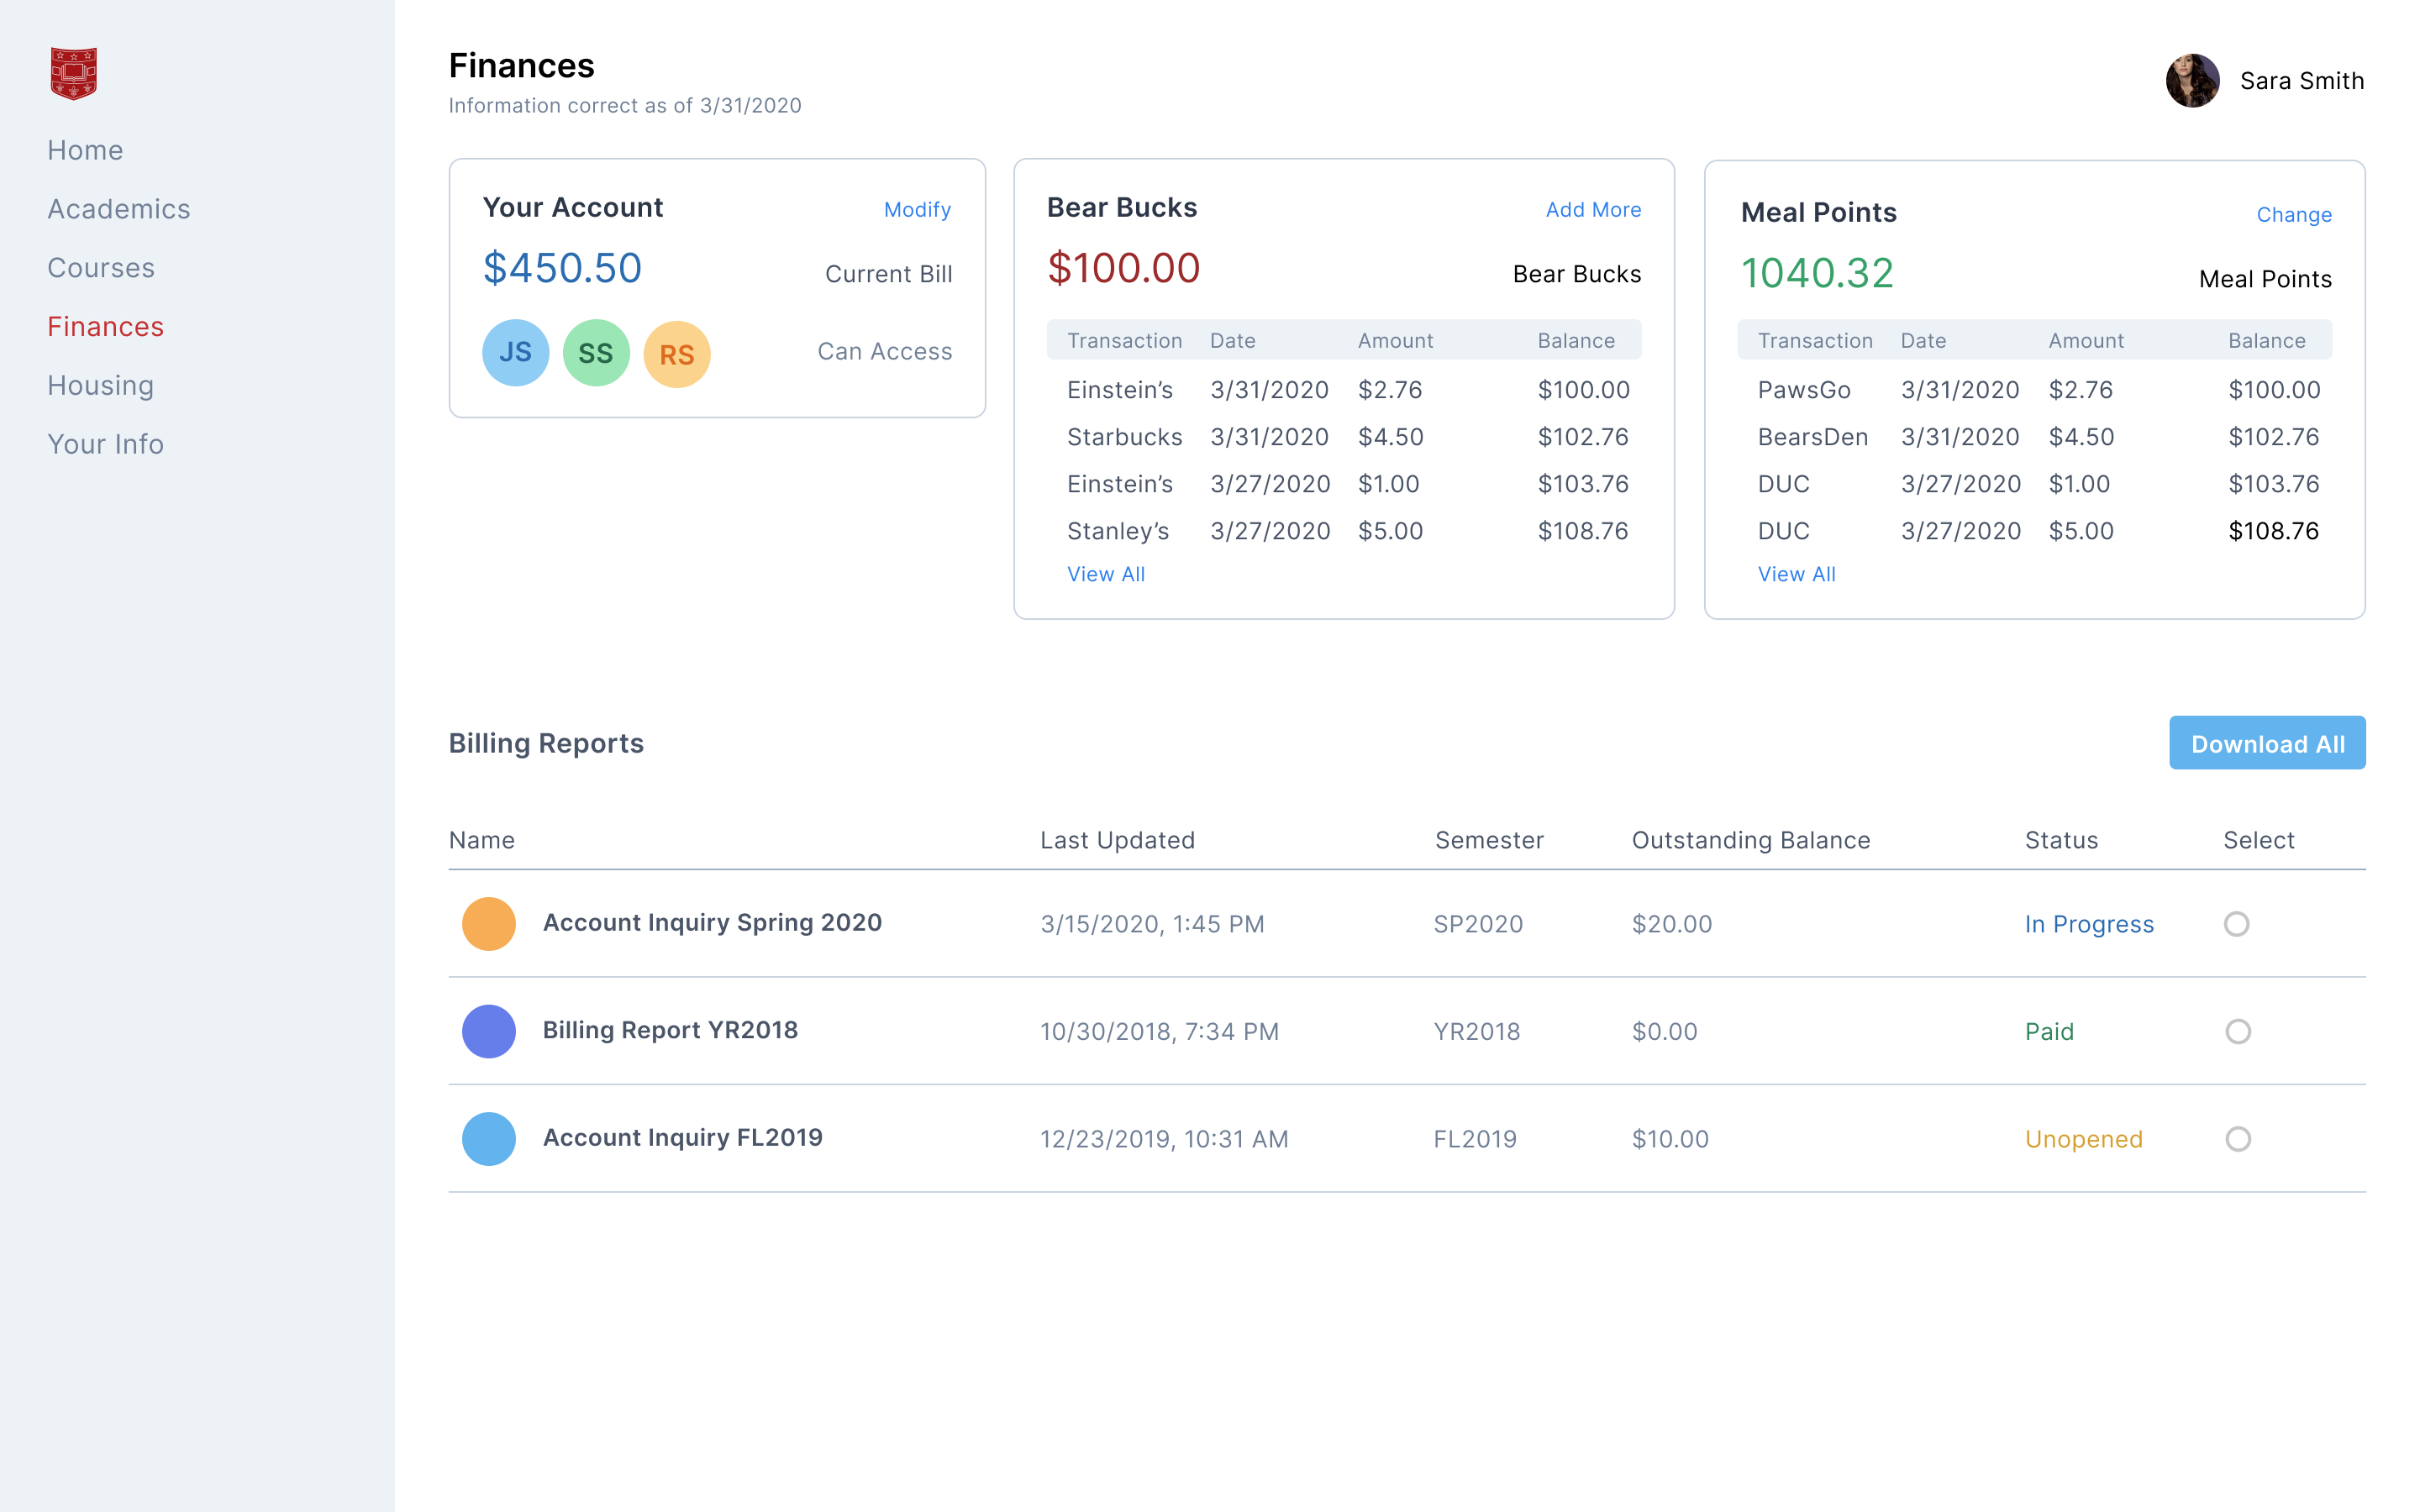 Home
Academics
Courses
Finances
Housing
Your Info
Finances
Information correct as of 3/31/2020
Sara Smith
Your Account
Modify
$450.50
Current Bill
JS SS RS
Can Access
Bear Bucks
Add More
$100.00
Bear Bucks
Transaction Date Amount Balance
Einstein’s 3/31/2020 $2.76 $100.00
Starbucks 3/31/2020 $4.50 $102.76
Einstein’s 3/27/2020 $1.00 $103.76
Stanley’s 3/27/2020 $5.00 $108.76
View All
Meal Points
Change
1040.32
Meal Points
Transaction Date Amount Balance
PawsGo 3/31/2020 $2.76 $100.00
BearsDen 3/31/2020 $4.50 $102.76
DUC 3/27/2020 $1.00 $103.76
DUC 3/27/2020 $5.00 $108.76
View All
Billing Reports
Download All
Name Last Updated Semester Outstanding Balance Status Select
Account Inquiry Spring 2020 3/15/2020, 1:45 PM SP2020 $20.00 In Progress
Billing Report YR2018 10/30/2018, 7:34 PM YR2018 $0.00 Paid
Account Inquiry FL2019 12/23/2019, 10:31 AM FL2019 $10.00 Unopened